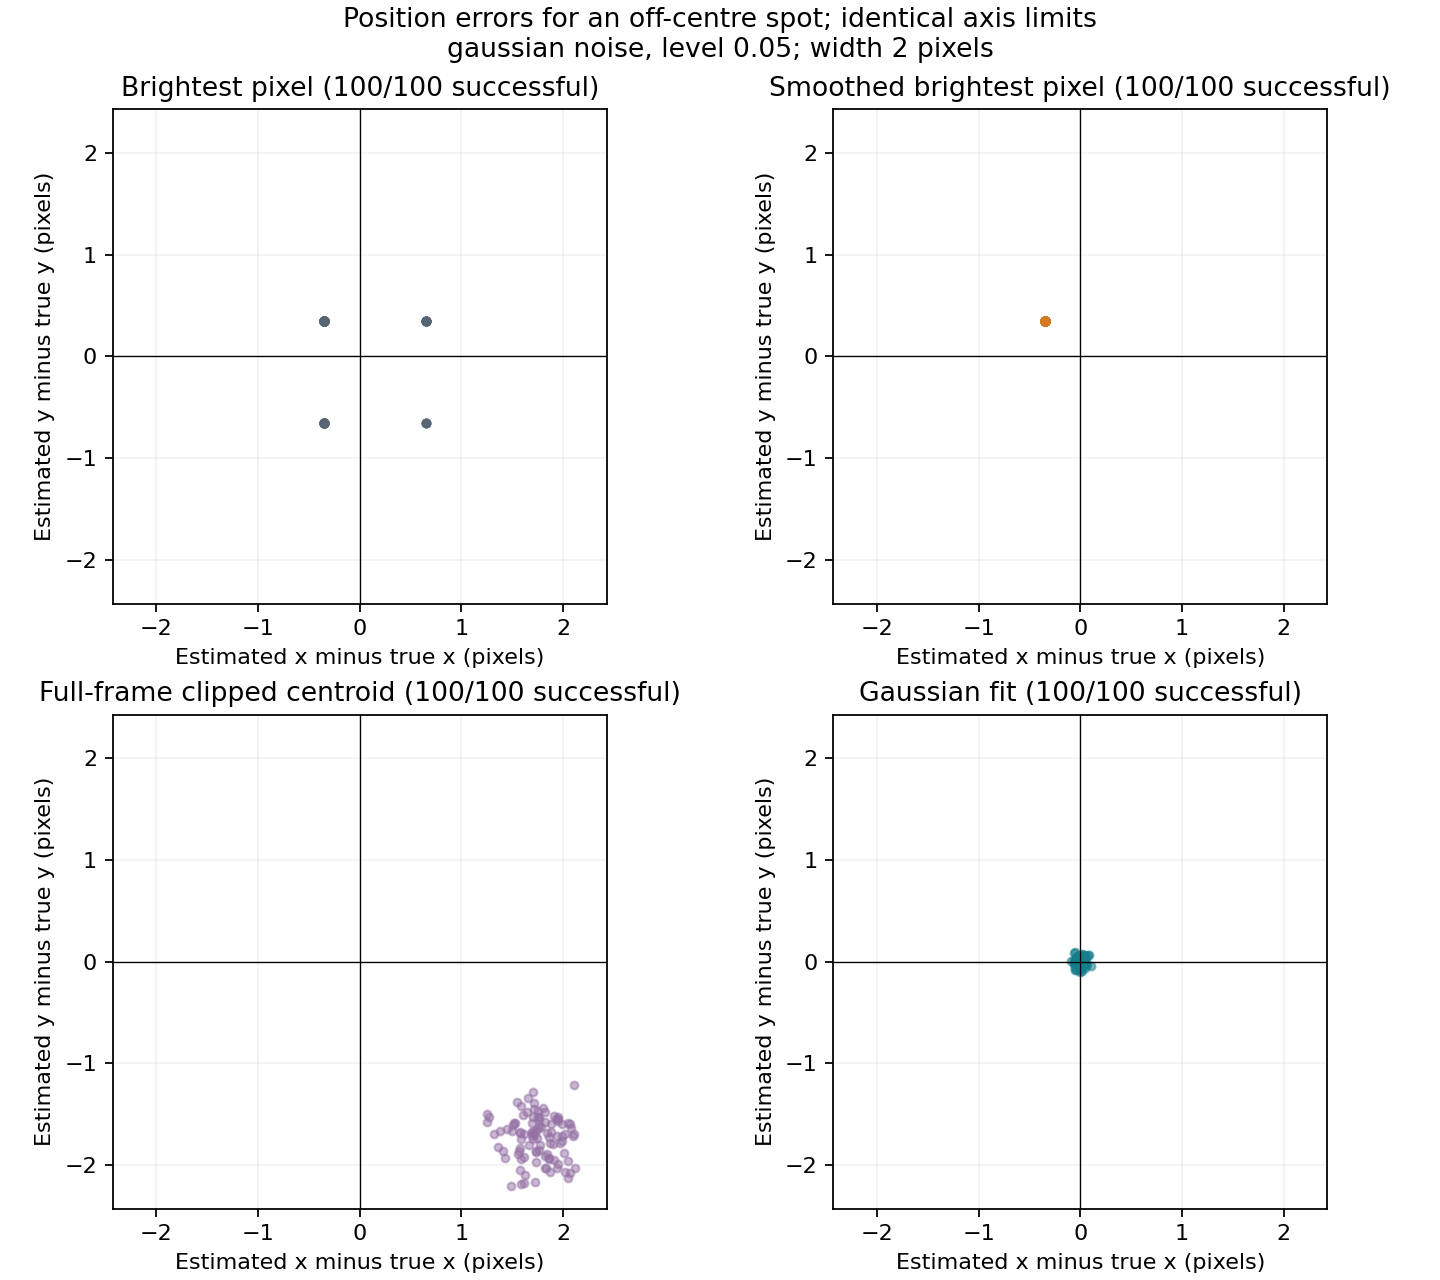 Position errors for an off-centre spot; identical axis limits
gaussian noise, level 0.05; width 2 pixels
Brightest pixel (100/100 successful)
Estimated y minus true y (pixels)
2
1
0
−1
−2
−2 −1 0 1 2
Estimated x minus true x (pixels)
Smoothed brightest pixel (100/100 successful)
Estimated y minus true y (pixels)
2
1
0
−1
−2
−2 −1 0 1 2
Estimated x minus true x (pixels)
Full-frame clipped centroid (100/100 successful)
Estimated y minus true y (pixels)
2
1
0
−1
−2
−2 −1 0 1 2
Estimated x minus true x (pixels)
Gaussian fit (100/100 successful)
Estimated y minus true y (pixels)
2
1
0
−1
−2
−2 −1 0 1 2
Estimated x minus true x (pixels)